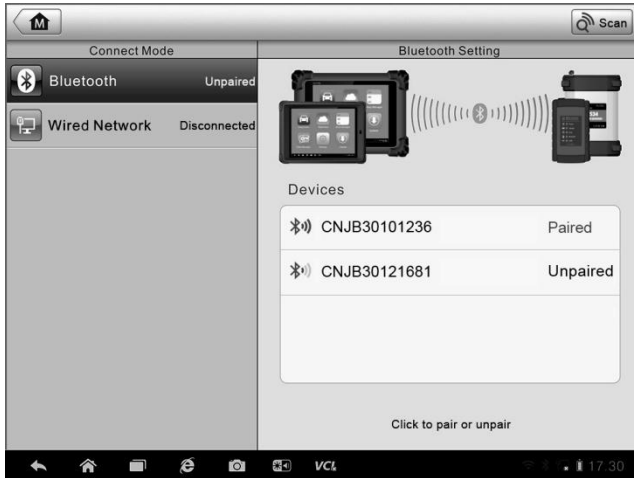 M
Scan
Connect Mode
Bluetooth Setting
Bluetooth Unpaired
Wired Network Disconnected
Devices
CNJB30101236 Paired
CNJB30121681 Unpaired
Click to pair or unpair
VCI
17.30